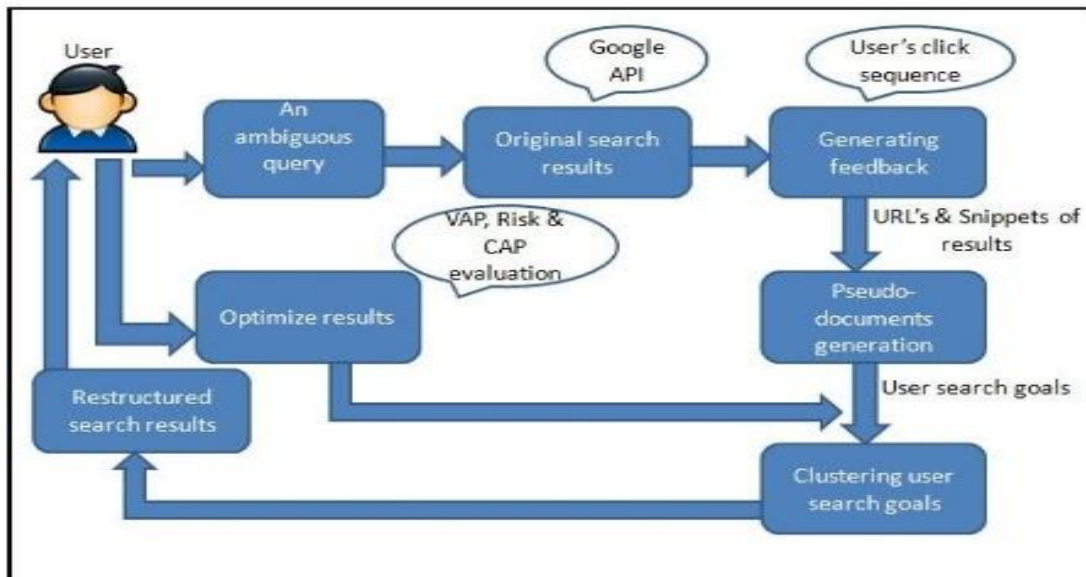 User
Google
API
User's click
sequence
An
ambiguous
query
Original search
results
Generating
feedback
URL's & Snippets of
results
VAP, Risk &
CAP
evaluation
Optimize results
Pseudo-
documents
generation
User search goals
Restructured
search results
Clustering user
search goals